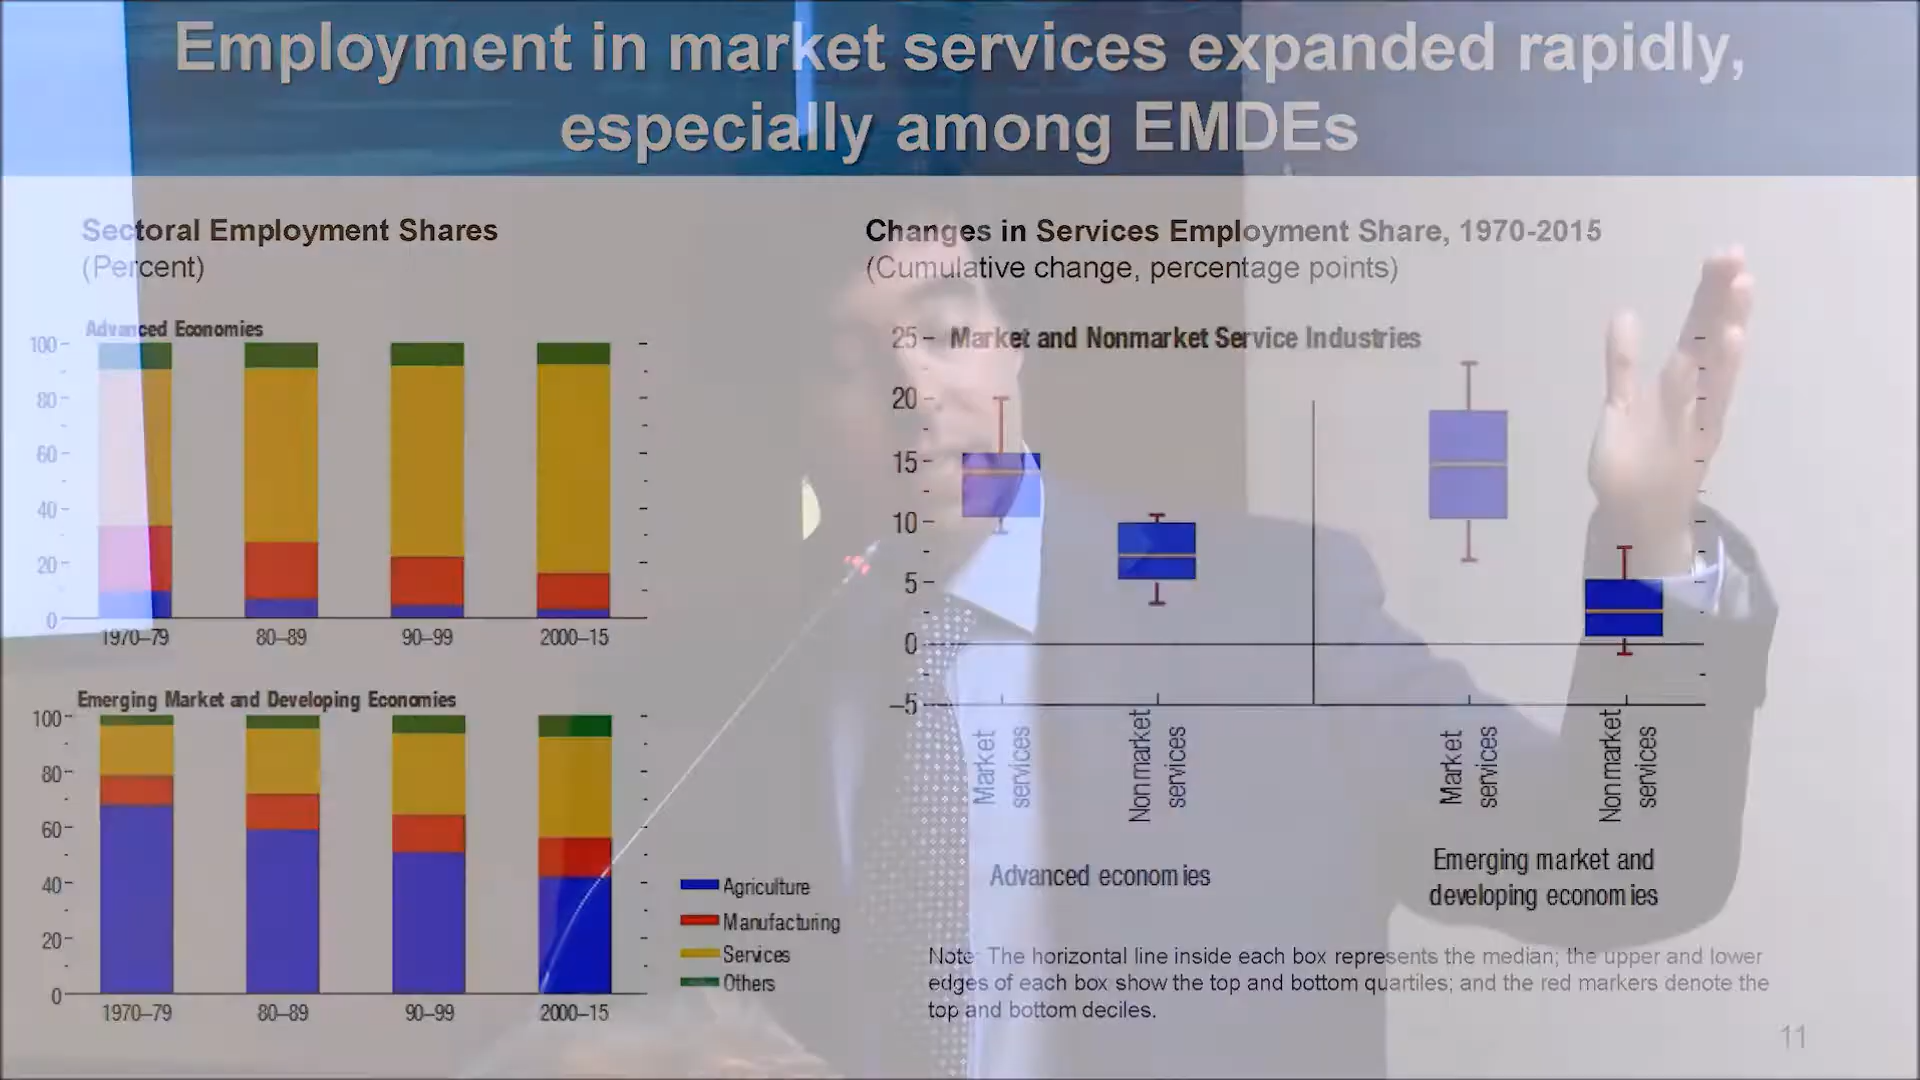 Employment in market services expanded rapidly,
especially among EMDEs
Sectoral Employment Shares
(Percent)
Advanced Economies
100
80
60
40
20
0
1970–79 80–89 90–99 2000–15
Emerging Market and Developing Economies
100
80
60
40
20
0
1970–79 80–89 90–99 2000–15
Agriculture
Manufacturing
Services
Others
Changes in Services Employment Share, 1970-2015
(Cumulative change, percentage points)
Market and Nonmarket Service Industries
25
20
15
10
5
0
–5
Market
services
Nonmarket
services
Market
services
Nonmarket
services
Advanced economies
Emerging market and
developing economies
Note: The horizontal line inside each box represents the median; the upper and lower
edges of each box show the top and bottom quartiles; and the red markers denote the
top and bottom deciles.
11